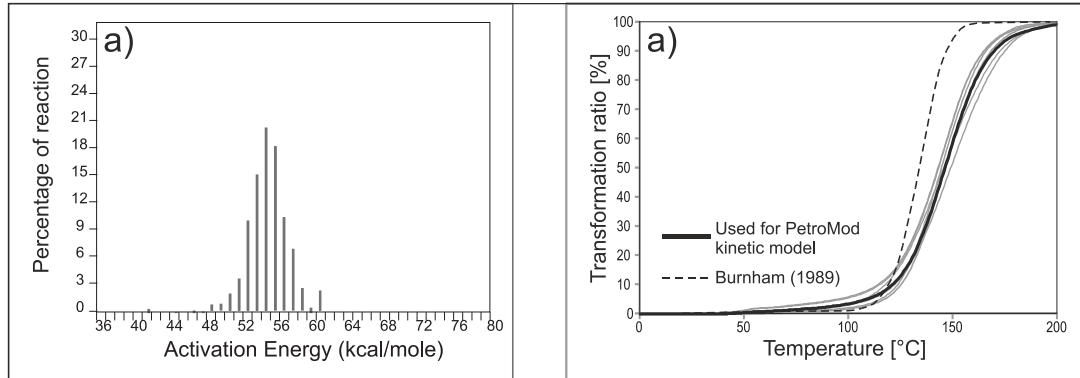 a)
Percentage of reaction
30
27
24
21
18
15
12
9
6
3
0
36 40 44 48 52 56 60 64 68 72 76 80
Activation Energy (kcal/mole)
a)
Transformation ratio [%]
100
90
80
70
60
50
40
30
20
10
0
Used for PetroMod
kinetic model
Burnham (1989)
0 50 100 150 200
Temperature [°C]